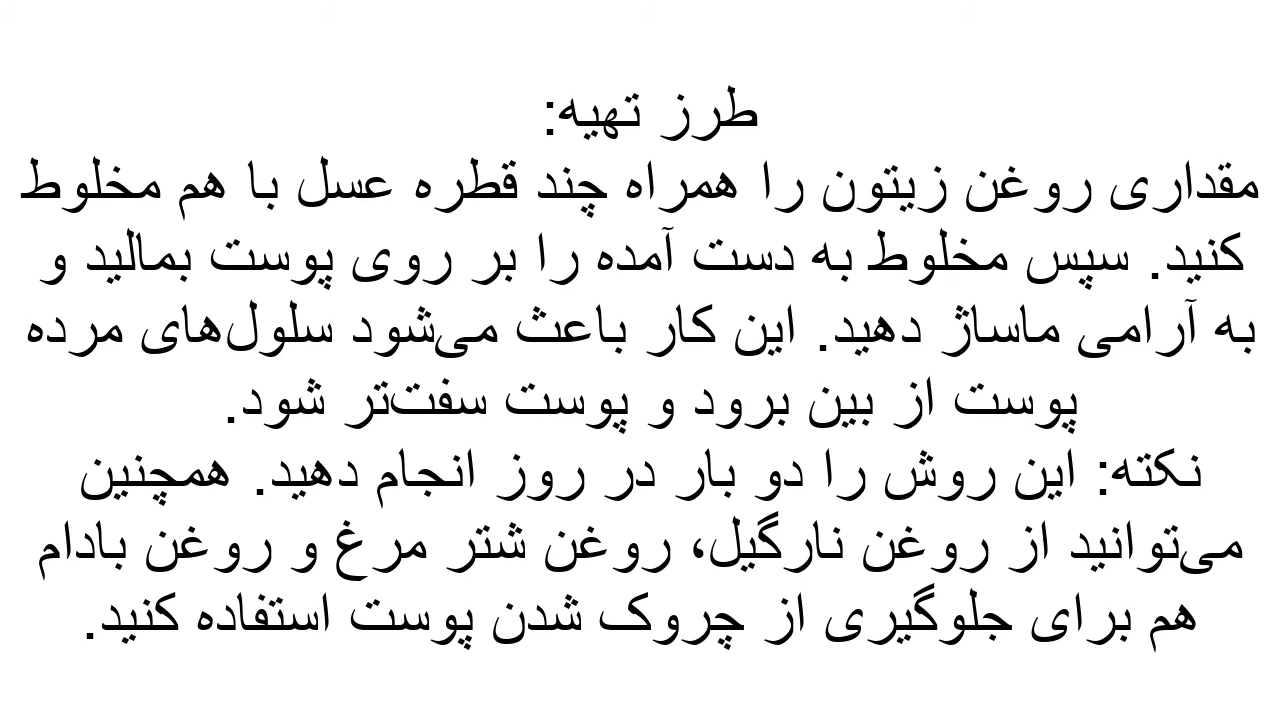 طرز تهیه:
مقداری روغن زیتون را همراه چند قطره عسل با هم مخلوط
کنید. سپس مخلوط به دست آمده را بر روی پوست بمالید و
به آرامی ماساژ دهید. این کار باعث می‌شود سلول‌های مرده
پوست از بین برود و پوست سفت‌تر شود.
نکته: این روش را دو بار در روز انجام دهید. همچنین
می‌توانید از روغن نارگیل، روغن شتر مرغ و روغن بادام
هم برای جلوگیری از چروک شدن پوست استفاده کنید.